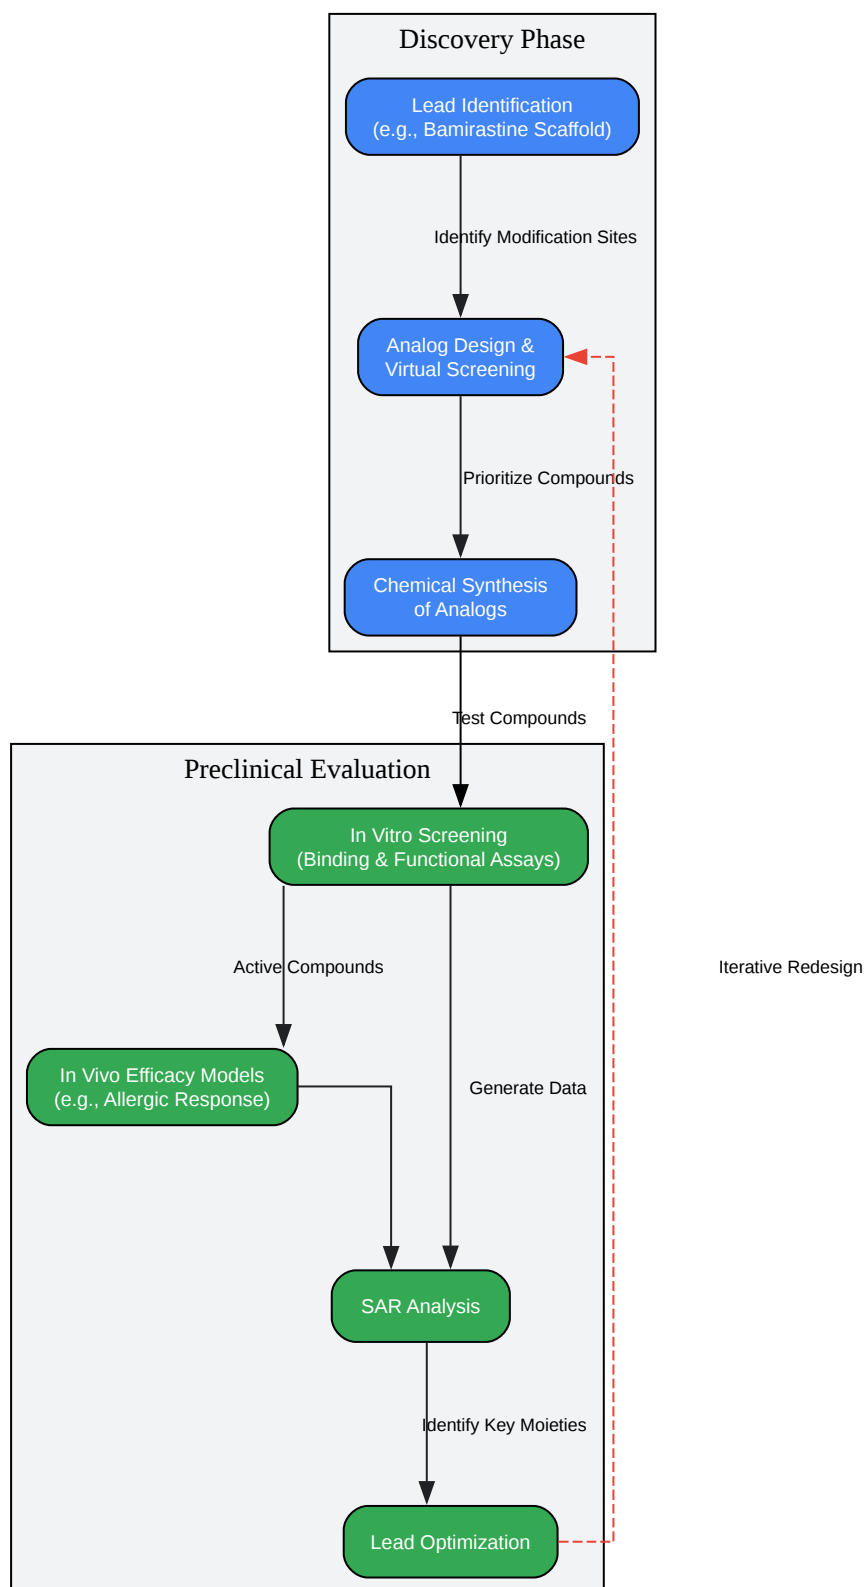 Discovery Phase
Lead Identification
(e.g., Bamirastine Scaffold)
Identify Modification Sites
Analog Design &
Virtual Screening
Prioritize Compounds
Chemical Synthesis
of Analogs
Test Compounds
Preclinical Evaluation
In Vitro Screening
(Binding & Functional Assays)
Active Compounds
Iterative Redesign
In Vivo Efficacy Models
(e.g., Allergic Response)
Generate Data
SAR Analysis
Identify Key Moieties
Lead Optimization